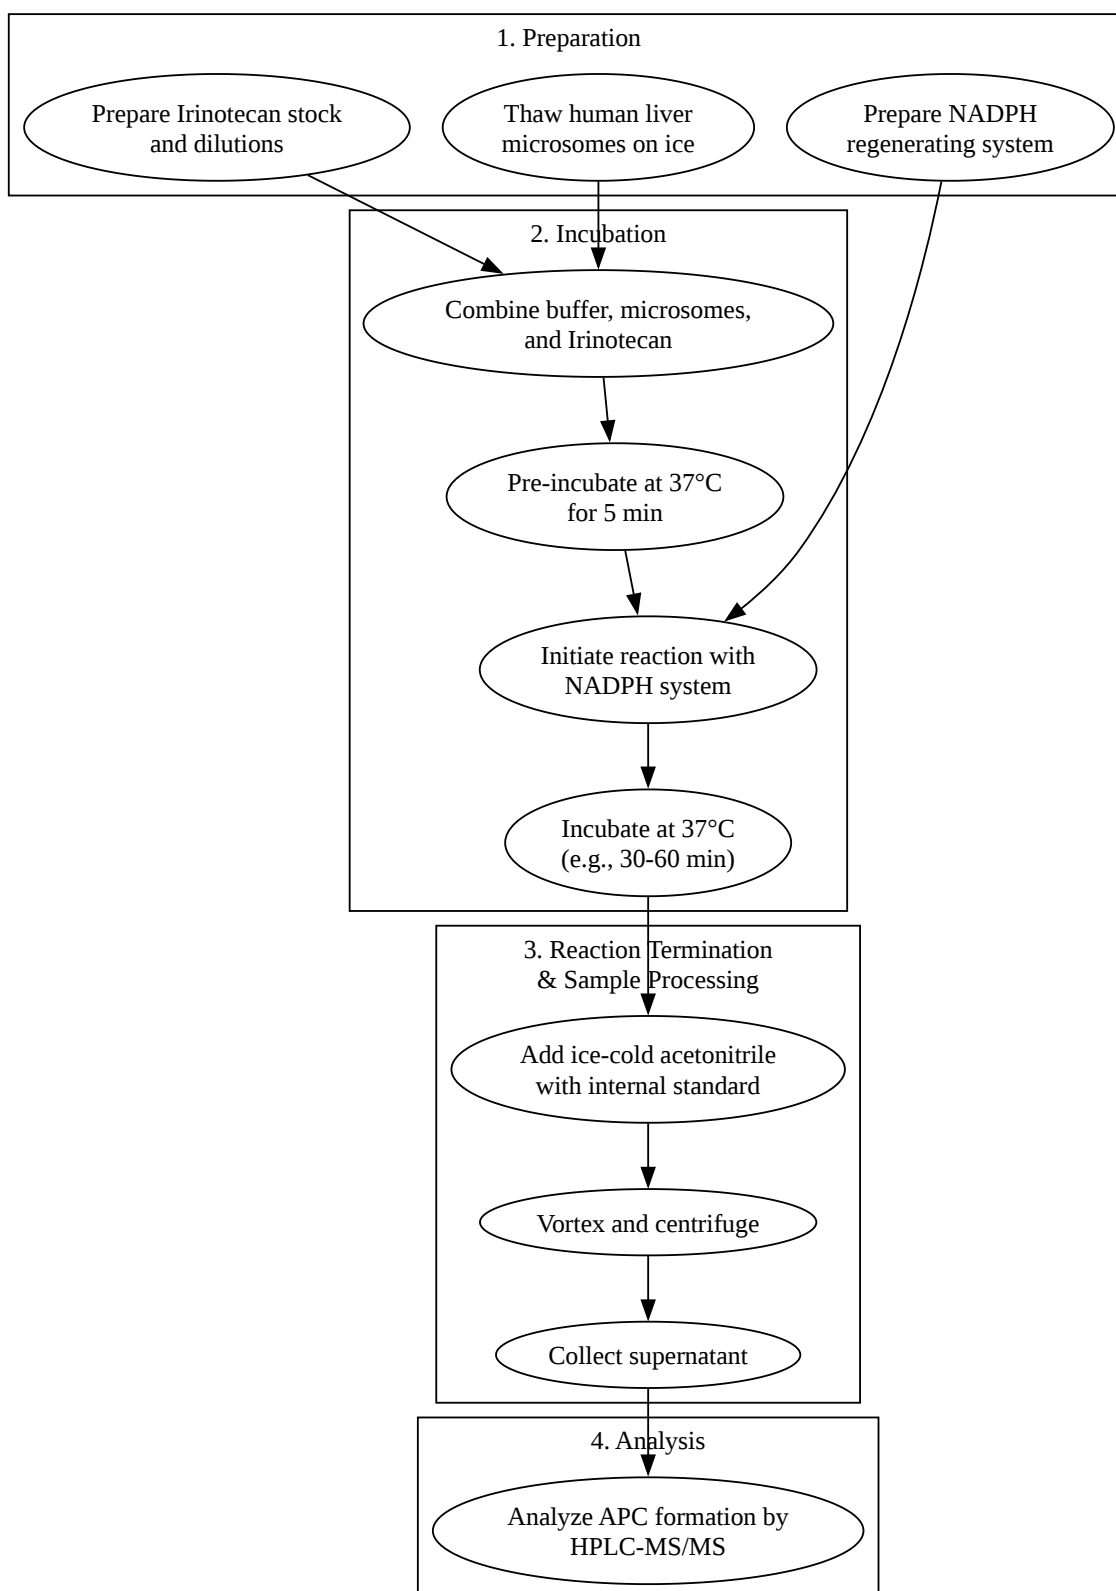 1. Preparation
Prepare Irinotecan stock
and dilutions
Thaw human liver
microsomes on ice
Prepare NADPH
regenerating system
2. Incubation
Combine buffer, microsomes,
and Irinotecan
Pre-incubate at 37°C
for 5 min
Initiate reaction with
NADPH system
Incubate at 37°C
(e.g., 30-60 min)
3. Reaction Termination
& Sample Processing
Add ice-cold acetonitrile
with internal standard
Vortex and centrifuge
Collect supernatant
4. Analysis
Analyze APC formation by
HPLC-MS/MS